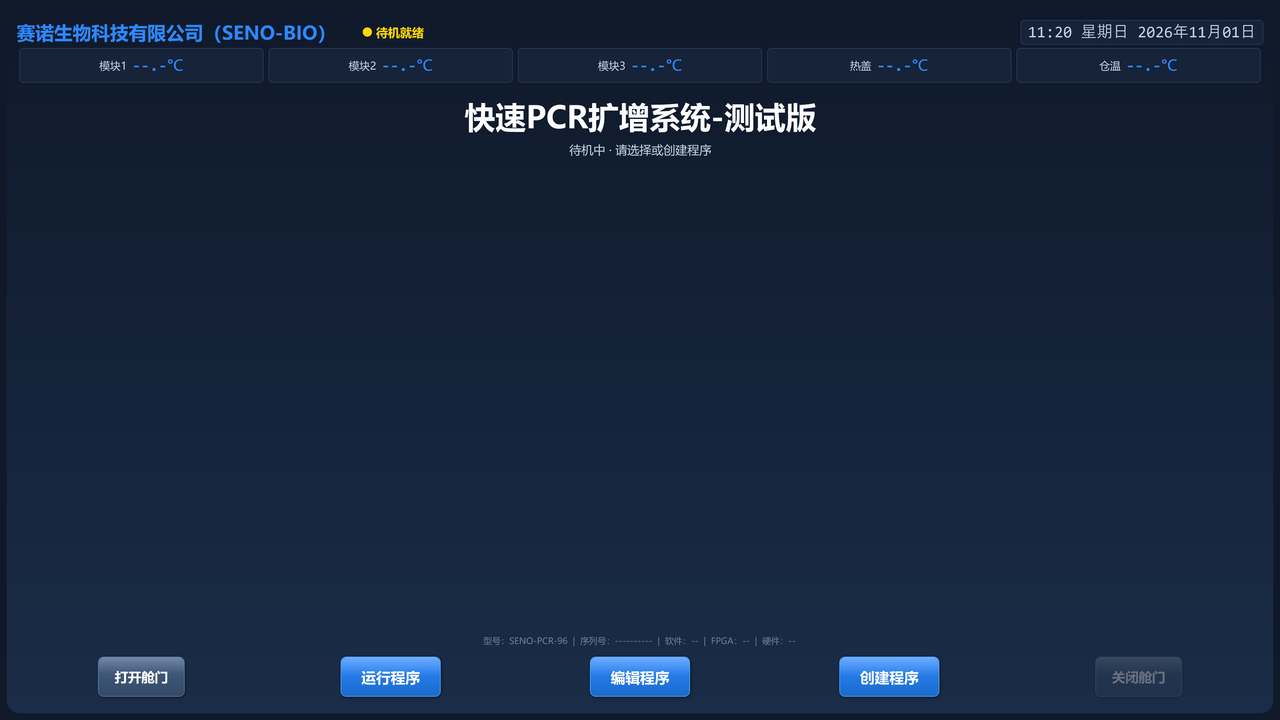 赛诺生物科技有限公司（SENO-BIO） 待机就绪 11:20 星期日 2026年11月01日
模块1 --.-℃ 模块2 --.-℃ 模块3 --.-℃ 热盖 --.-℃ 仓温 --.-℃
快速PCR扩增系统-测试版
待机中 · 请选择或创建程序
型号：SENO-PCR-96 | 序列号：---------- | 软件：-- | FPGA：-- | 硬件：--
打开舱门 运行程序 编辑程序 创建程序 关闭舱门